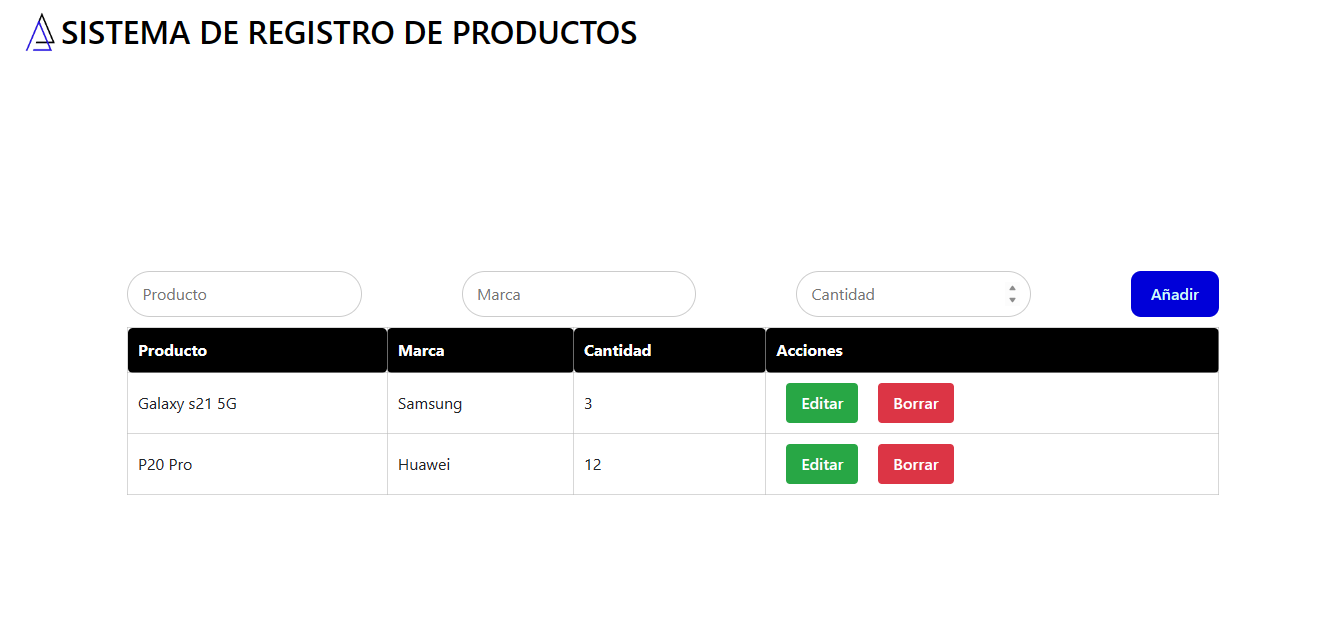 SISTEMA DE REGISTRO DE PRODUCTOS
Producto Marca Cantidad Añadir
Producto Marca Cantidad Acciones
Galaxy s21 5G Samsung 3 Editar Borrar
P20 Pro Huawei 12 Editar Borrar